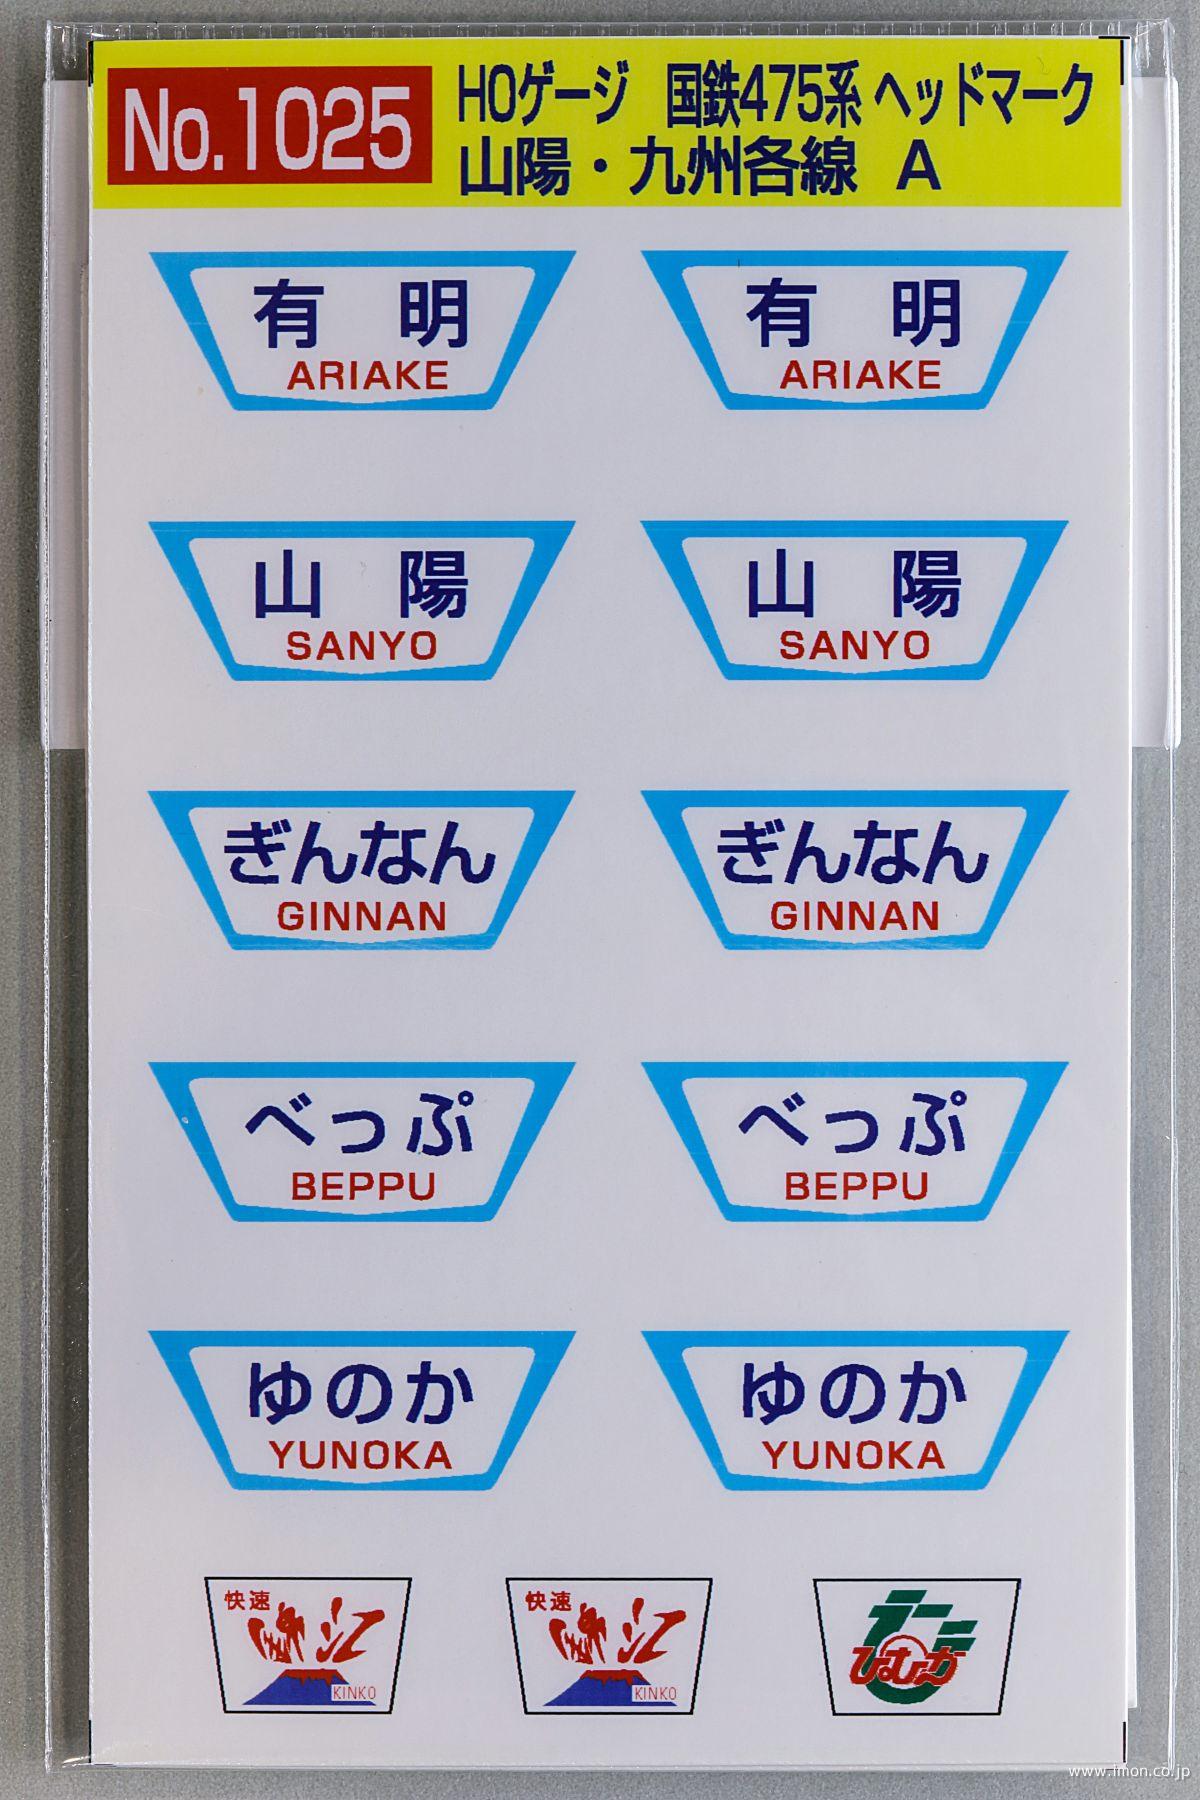 No.1025
HOゲージ 国鉄475系 ヘッドマーク
山陽・九州各線 A
有 明
ARIAKE
有 明
ARIAKE
山 陽
SANYO
山 陽
SANYO
ぎんなん
GINNAN
ぎんなん
GINNAN
べっぷ
BEPPU
べっぷ
BEPPU
ゆのか
YUNOKA
ゆのか
YUNOKA
快速
錦江
KINKO
快速
錦江
KINKO
ひむか
www.imon.co.jp